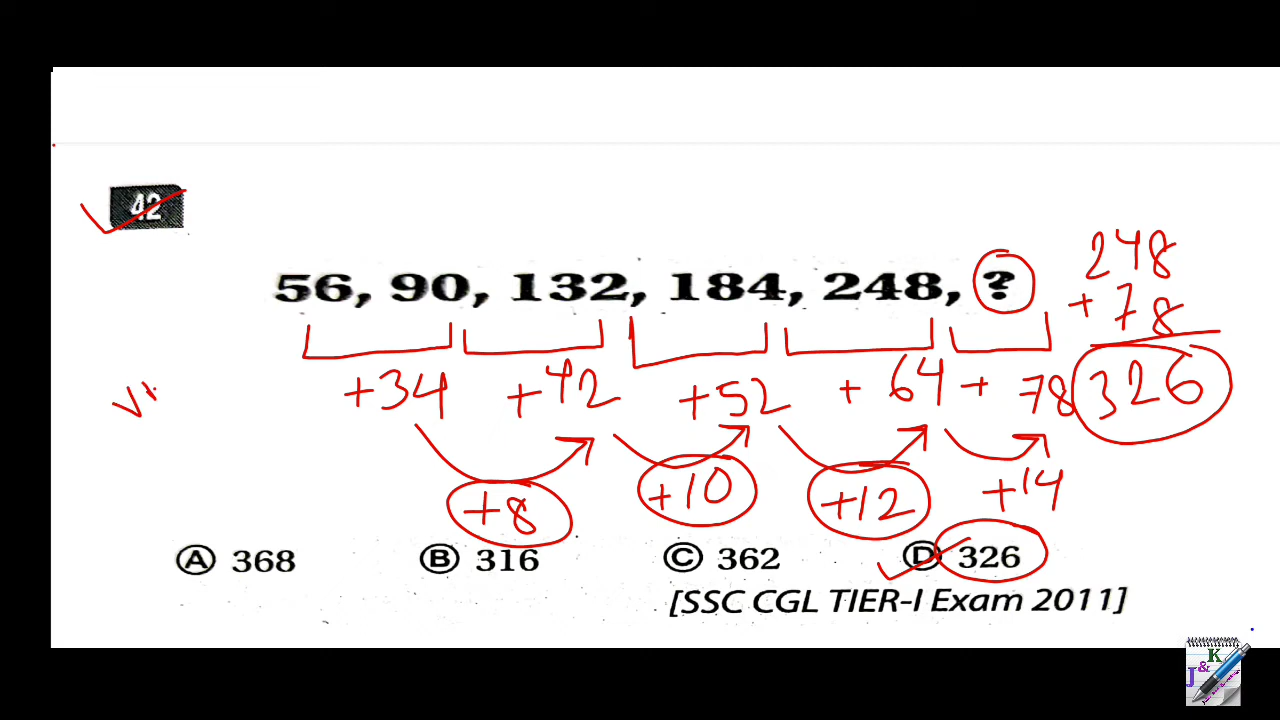 42
56, 90, 132, 184, 248, ?
248
+ 78
326
+34 +42 +52 + 64 + 78
+8 +10 +12 +14
Ⓐ 368 Ⓑ 316 Ⓒ 362 Ⓓ 326
[SSC CGL TIER-I Exam 2011]
J&K